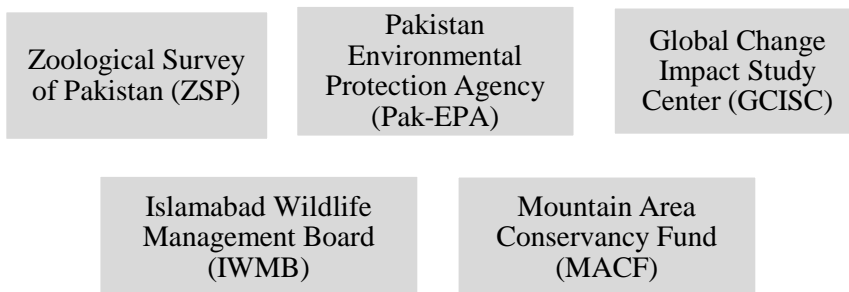 Zoological Survey
of Pakistan (ZSP)
Pakistan
Environmental
Protection Agency
(Pak-EPA)
Global Change
Impact Study
Center (GCISC)
Islamabad Wildlife
Management Board
(IWMB)
Mountain Area
Conservancy Fund
(MACF)